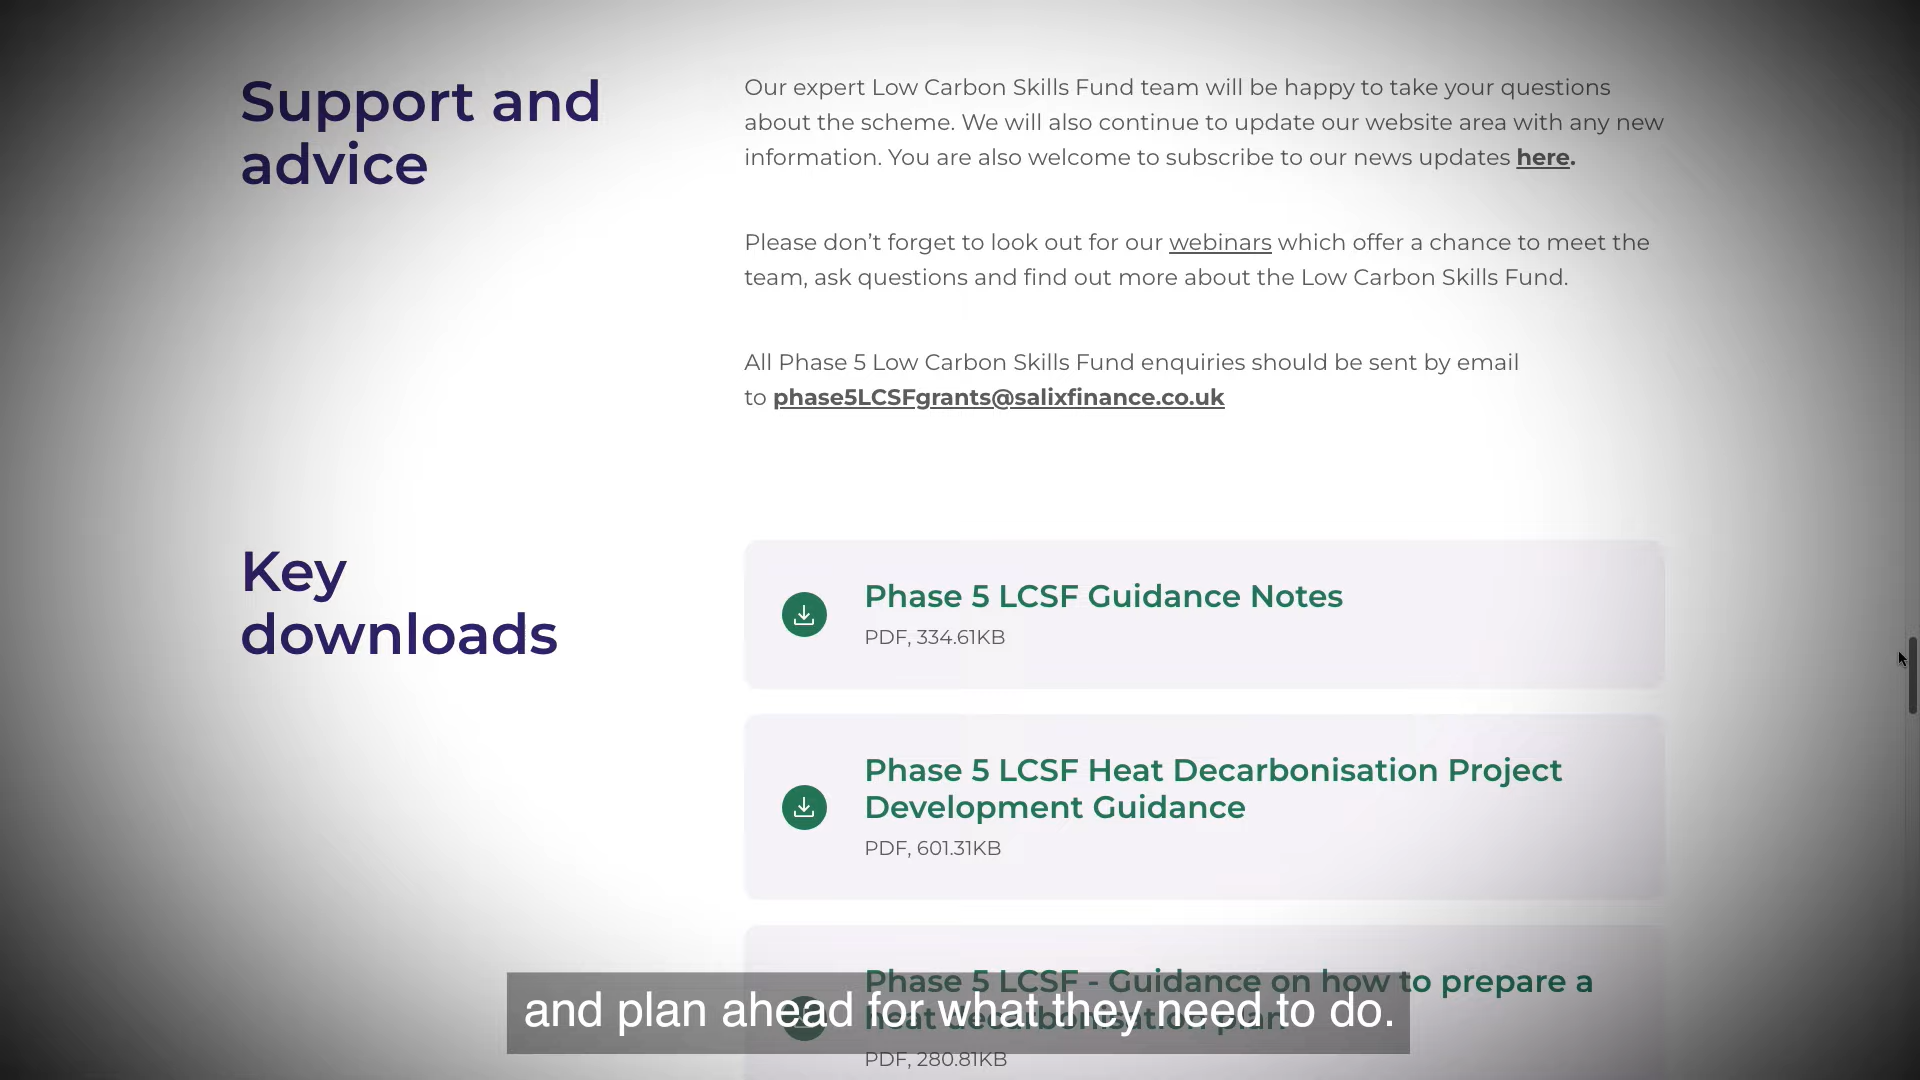 Support and
advice
Our expert Low Carbon Skills Fund team will be happy to take your questions
about the scheme. We will also continue to update our website area with any new
information. You are also welcome to subscribe to our news updates here.
Please don’t forget to look out for our webinars which offer a chance to meet the
team, ask questions and find out more about the Low Carbon Skills Fund.
All Phase 5 Low Carbon Skills Fund enquiries should be sent by email
to phase5LCSFgrants@salixfinance.co.uk
Key
downloads
Phase 5 LCSF Guidance Notes
PDF, 334.61KB
Phase 5 LCSF Heat Decarbonisation Project
Development Guidance
PDF, 601.31KB
Phase 5 LCSF - Guidance on how to prepare a
heat decarbonisation plan
PDF, 280.81KB
and plan ahead for what they need to do.